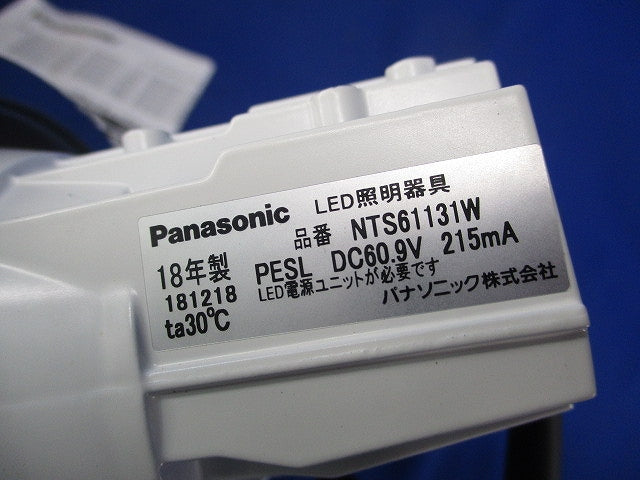 Panasonic LED照明器具
品番 NTS61131W
18年製 PESL DC60.9V 215mA
181218 LED電源ユニットが必要です
ta30℃ パナソニック株式会社